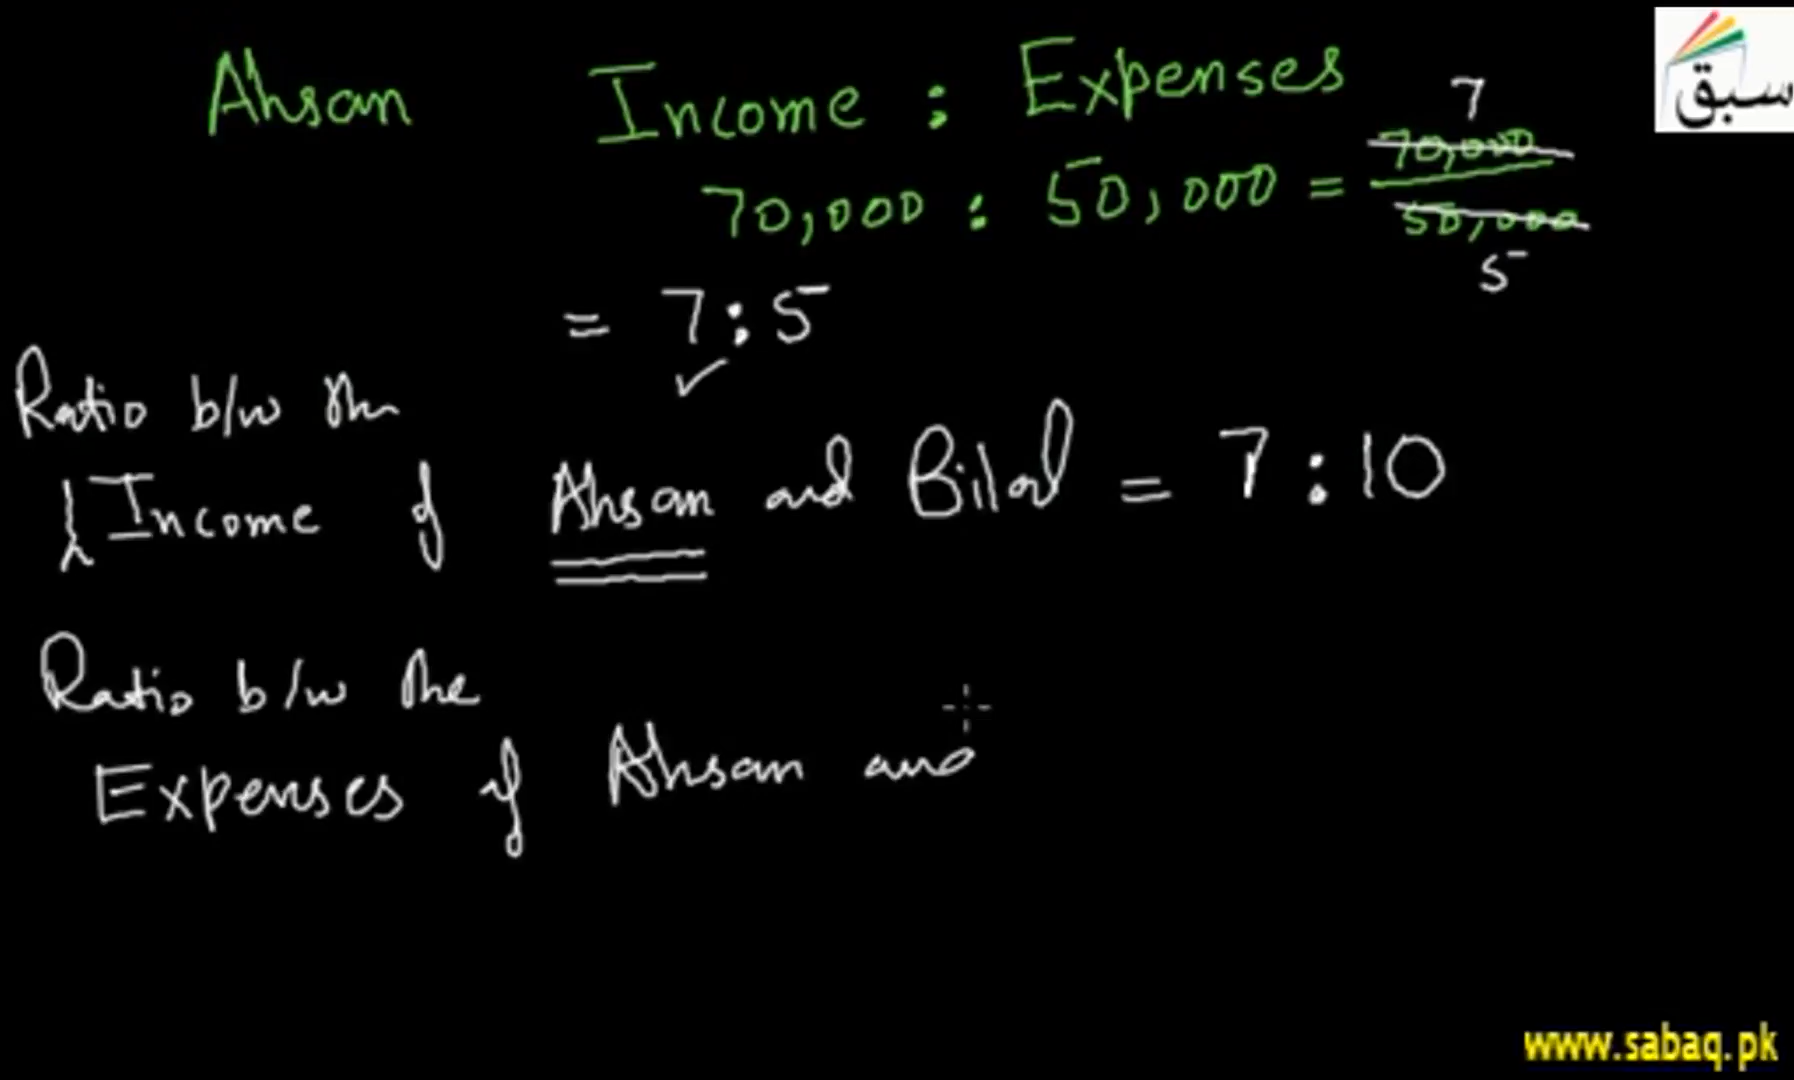 Ahsan Income : Expenses
سبق
70,000 : 50,000 = 70,000/50,000
7
5
= 7:5 ✓
Ratio b/w the
Income of Ahsan and Bilal = 7:10
Ratio b/w the
Expenses of Ahsan and
www.sabaq.pk